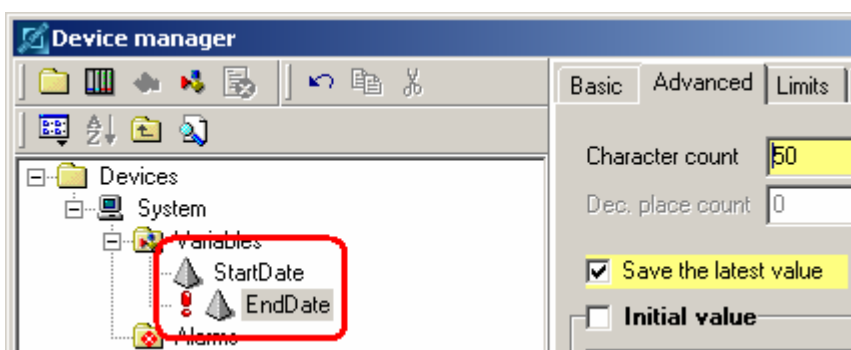 Device manager
Basic Advanced Limits
Character count 50
Dec. place count 0
Devices
System
Variables
StartDate
EndDate
Alarms
Save the latest value
Initial value